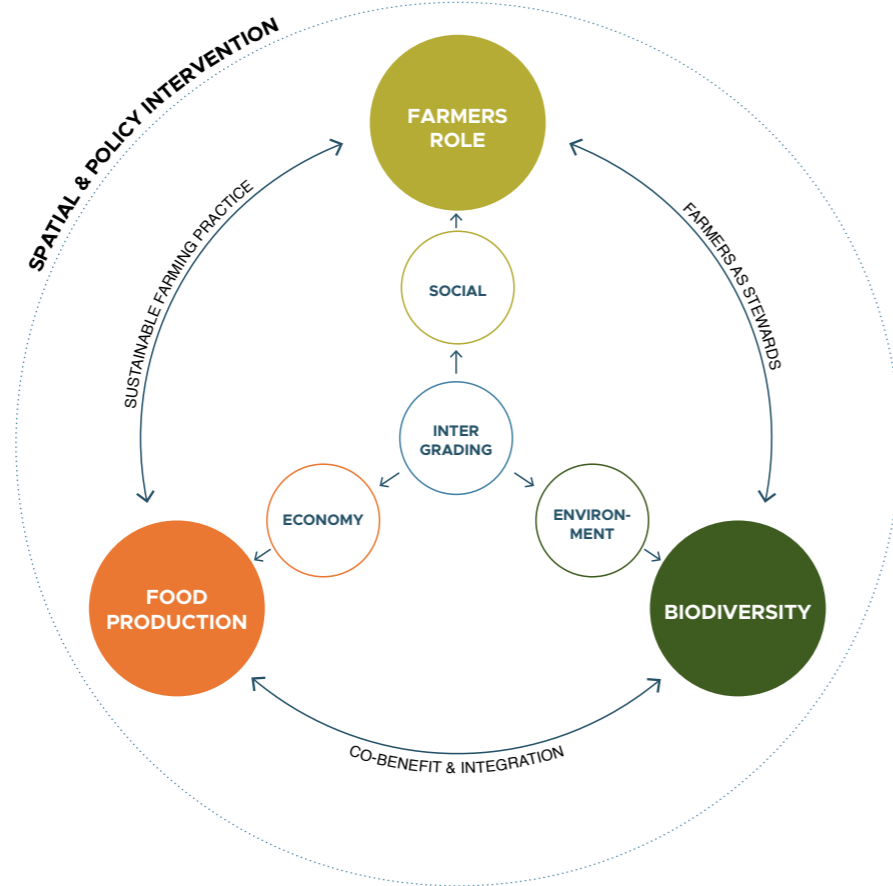 SPATIAL & POLICY INTERVENTION
FARMERS
ROLE
SUSTAINABLE FARMING PRACTICE
FARMERS AS STEWARDS
SOCIAL
INTER
GRADING
ECONOMY
ENVIRON-
MENT
FOOD
PRODUCTION
BIODIVERSITY
CO-BENEFIT & INTEGRATION